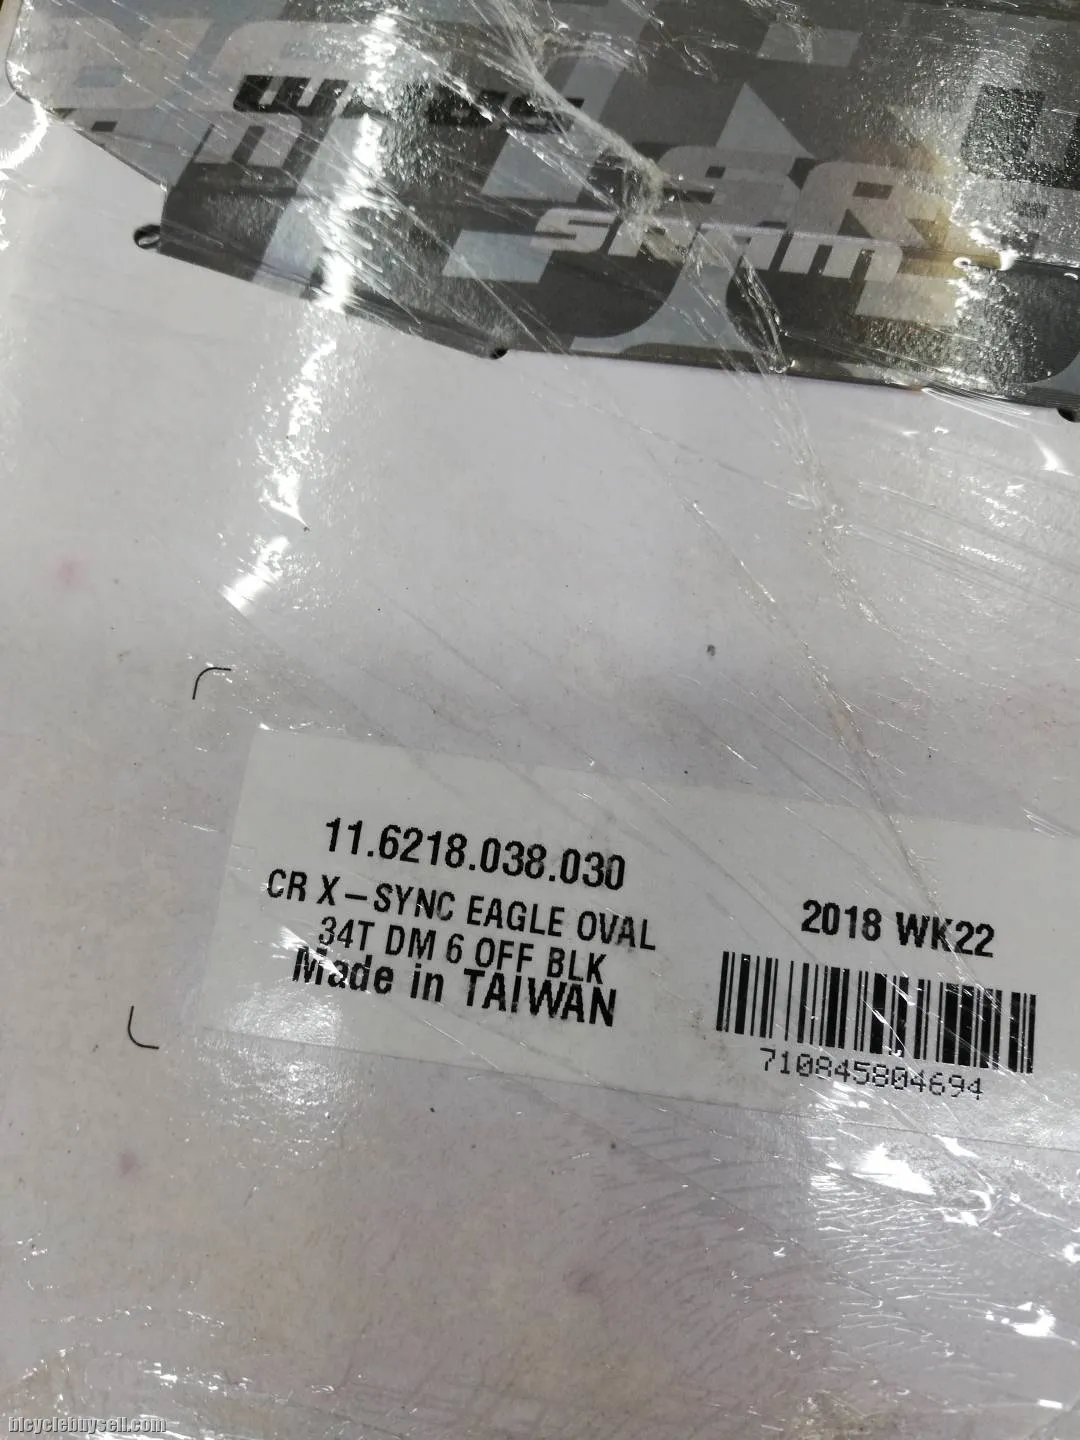 SRAM
11.6218.038.030
CR X-SYNC EAGLE OVAL
34T DM 6 OFF BLK
Made in TAIWAN
2018 WK22
710845804694
bicyclebuysell.com